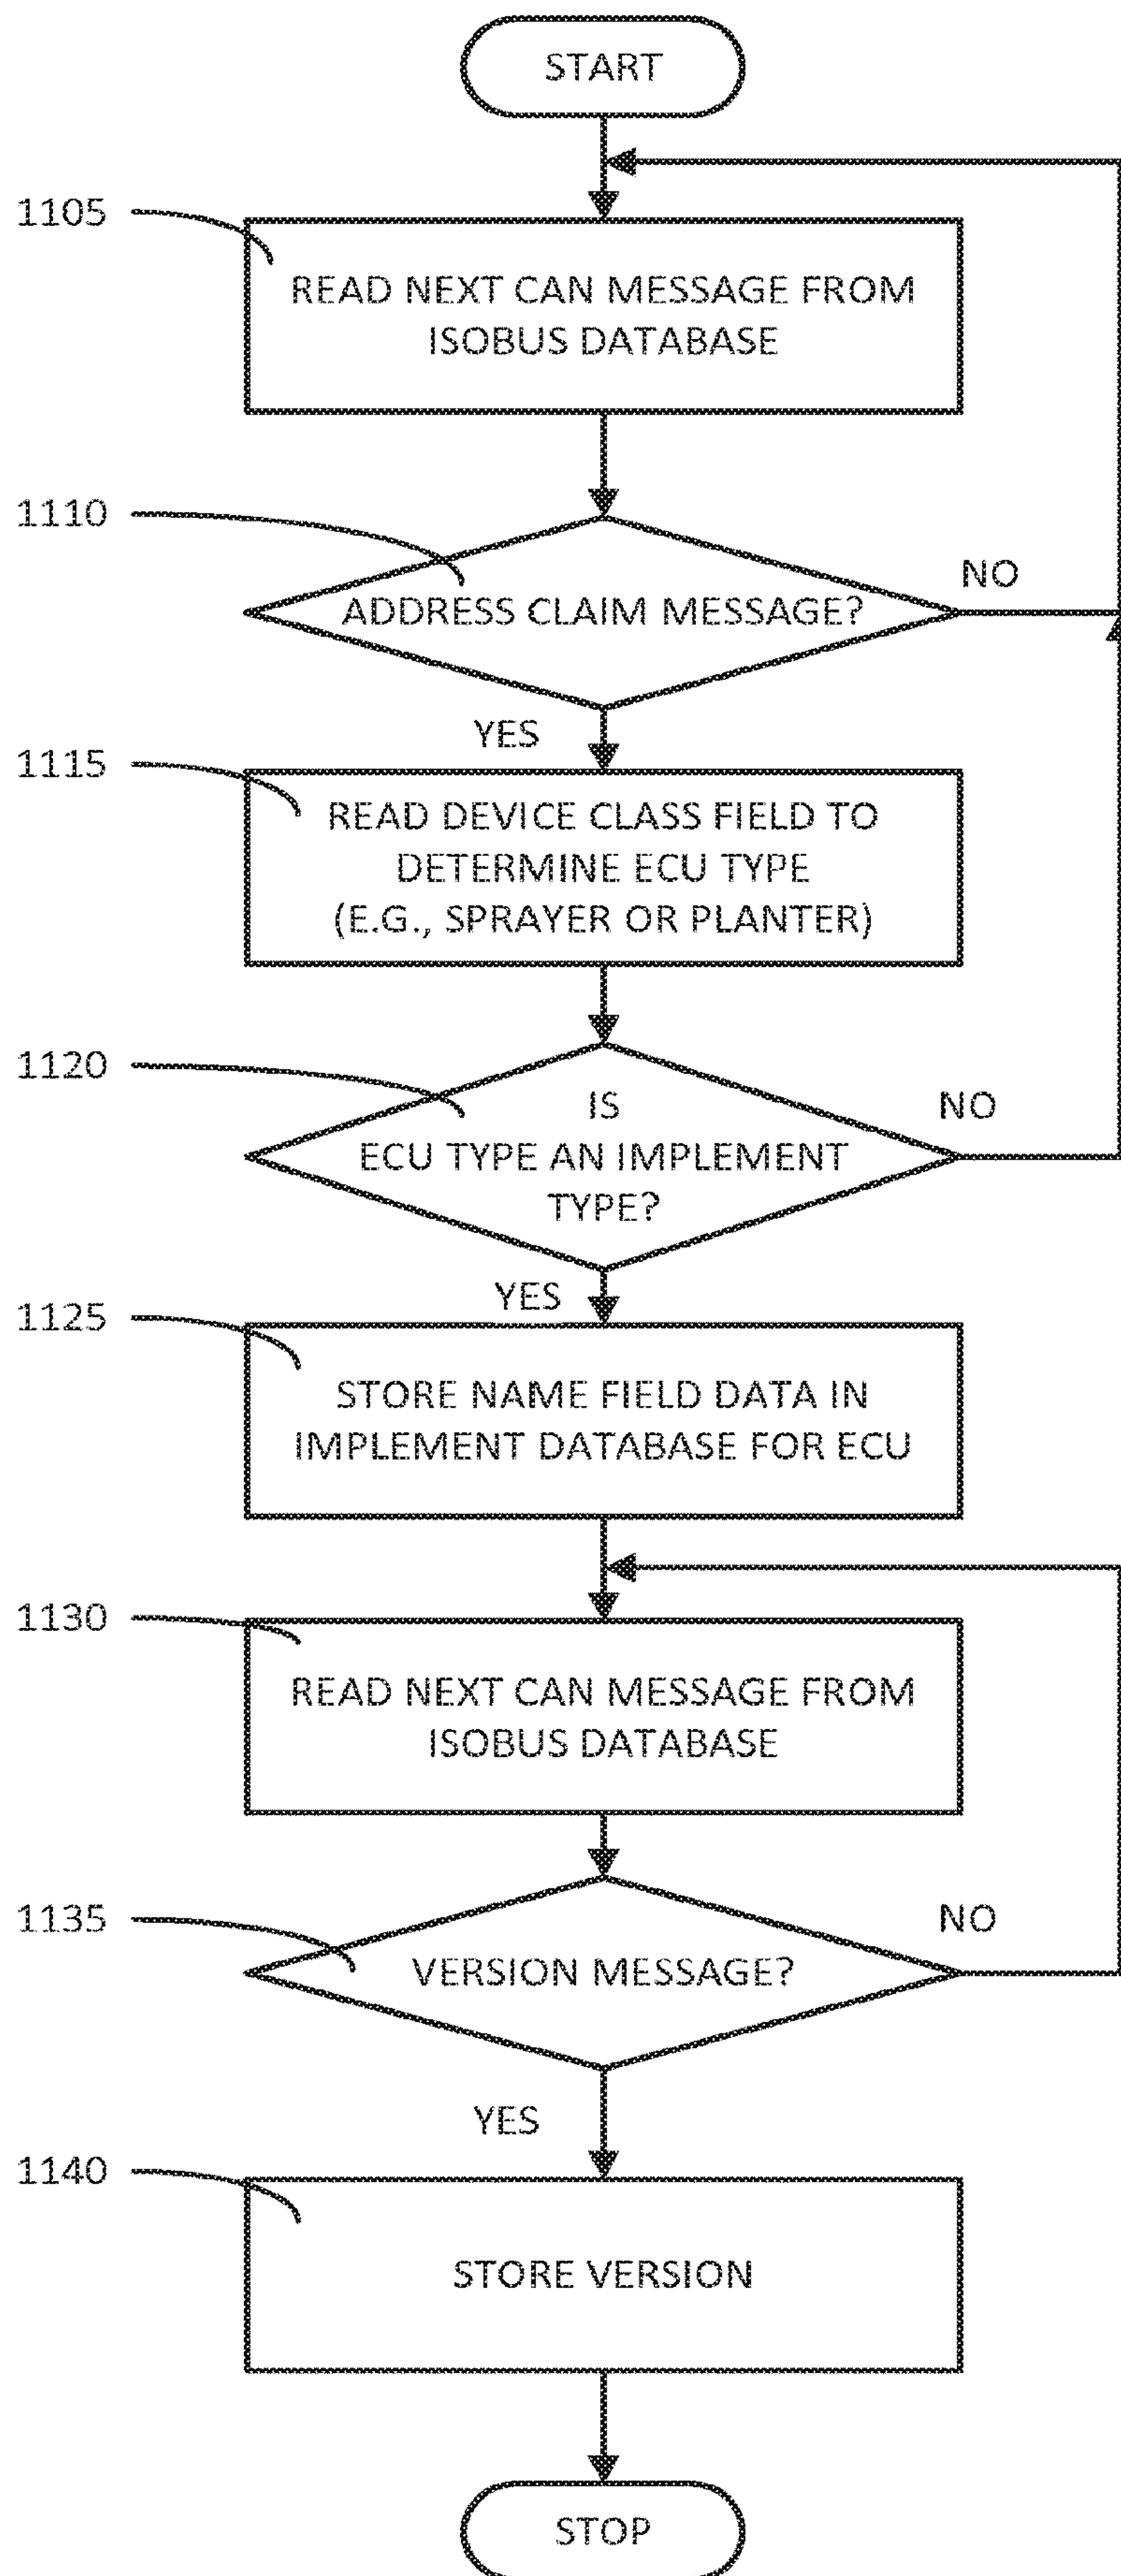 START
1105
READ NEXT CAN MESSAGE FROM
ISOBUS DATABASE
1110
NO
ADDRESS CLAIM MESSAGE?
YES
1115
READ DEVICE CLASS FIELD TO
DETERMINE ECU TYPE
(E.G., SPRAYER OR PLANTER)
1120
IS
NO
ECU TYPE AN IMPLEMENT
TYPE?
YES
1125
STORE NAME FIELD DATA IN
IMPLEMENT DATABASE FOR ECU
1130
READ NEXT CAN MESSAGE FROM
ISOBUS DATABASE
1135
NO
VERSION MESSAGE?
YES
1140
STORE VERSION
STOP